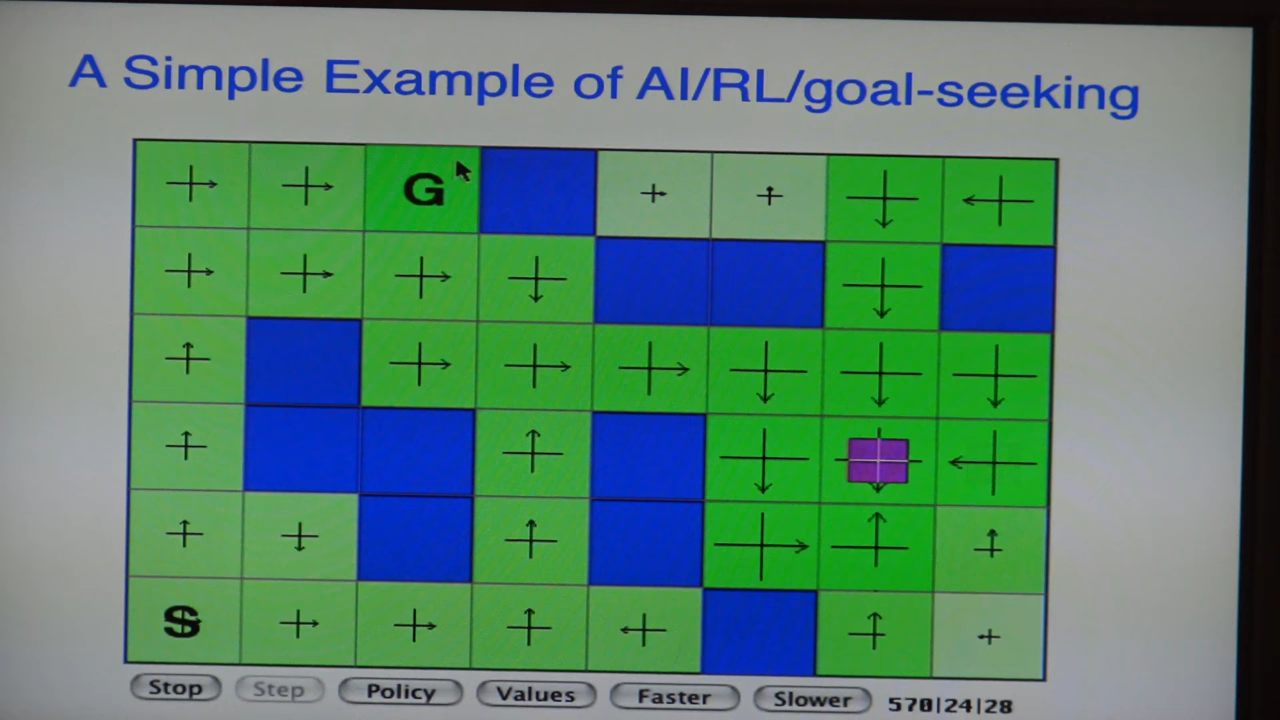 A Simple Example of AI/RL/goal-seeking
G
S
Stop Step Policy Values Faster Slower 570|24|28